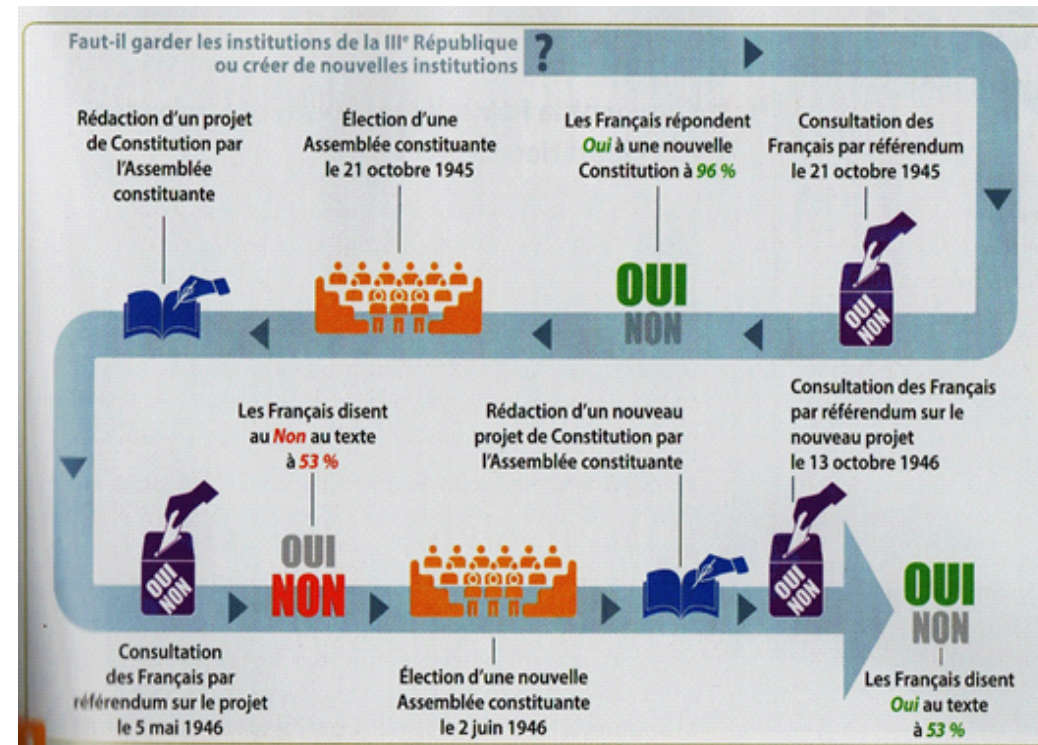 Faut-il garder les institutions de la IIIe République
ou créer de nouvelles institutions
?
Consultation des
Français par référendum
le 21 octobre 1945
OUI
NON
Les Français répondent
Oui à une nouvelle
Constitution à 96 %
OUI
NON
Élection d'une
Assemblée constituante
le 21 octobre 1945
Rédaction d'un projet
de Constitution par
l'Assemblée
constituante
Consultation
des Français par
référendum sur le projet
le 5 mai 1946
OUI
NON
Les Français disent
au Non au texte
à 53 %
OUI
NON
Élection d'une nouvelle
Assemblée constituante
le 2 juin 1946
Rédaction d'un nouveau
projet de Constitution par
l'Assemblée constituante
Consultation des Français
par référendum sur le
nouveau projet
le 13 octobre 1946
OUI
NON
OUI
NON
Les Français disent
Oui au texte
à 53 %